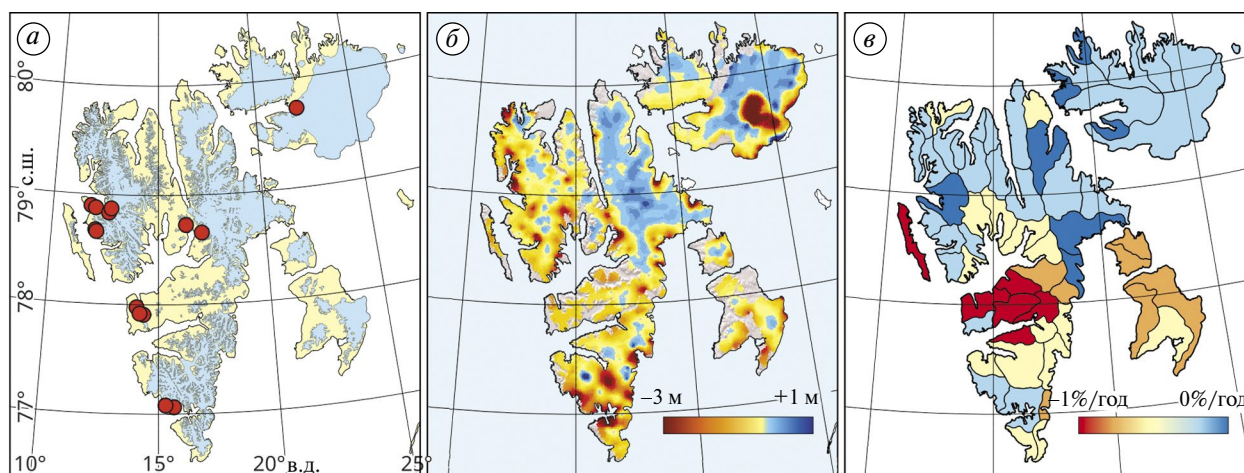 а
б
в
80°
79° с.ш.
78°
77°
10°
15°
20°
в.д.
25°
–3 м
+1 м
–1%/год
0%/год